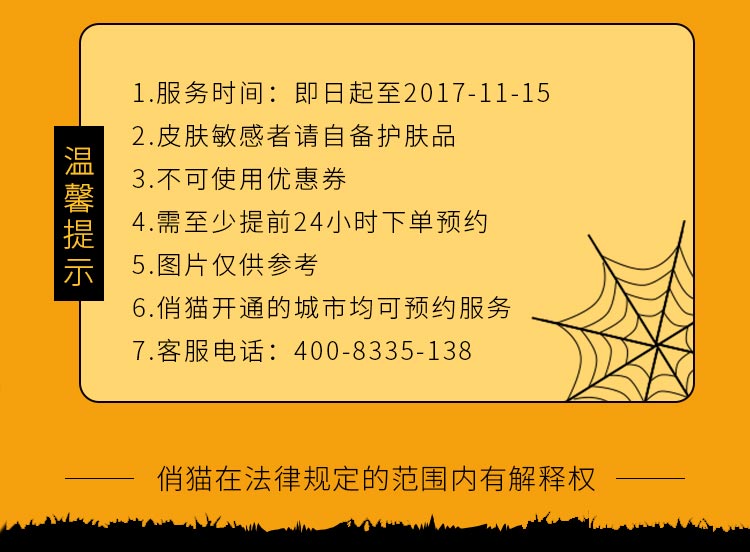 温馨提示
1.服务时间：即日起至2017-11-15
2.皮肤敏感者请自备护肤品
3.不可使用优惠券
4.需至少提前24小时下单预约
5.图片仅供参考
6.俏猫开通的城市均可预约服务
7.客服电话：400-8335-138
俏猫在法律规定的范围内有解释权